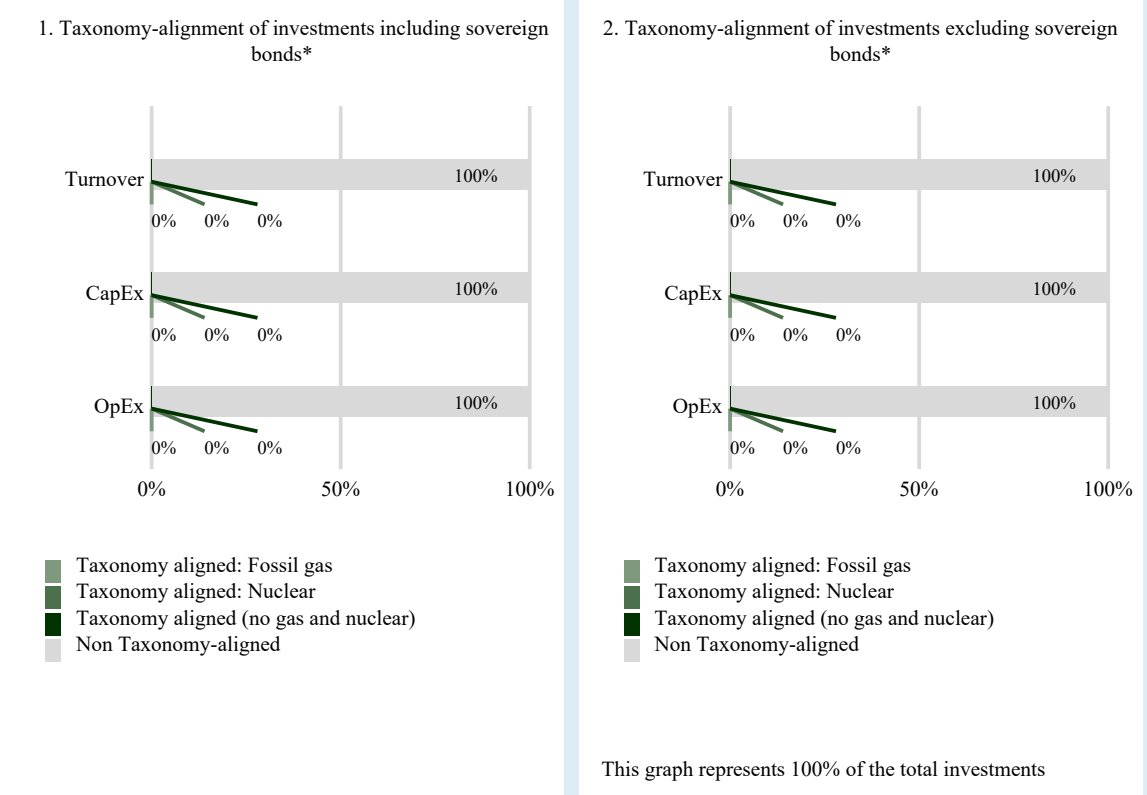 1. Taxonomy-alignment of investments including sovereign
bonds*
Turnover
100%
0% 0% 0%
CapEx
100%
0% 0% 0%
OpEx
100%
0% 0% 0%
0% 50% 100%
Taxonomy aligned: Fossil gas
Taxonomy aligned: Nuclear
Taxonomy aligned (no gas and nuclear)
Non Taxonomy-aligned
2. Taxonomy-alignment of investments excluding sovereign
bonds*
Turnover
100%
0% 0% 0%
CapEx
100%
0% 0% 0%
OpEx
100%
0% 0% 0%
0% 50% 100%
Taxonomy aligned: Fossil gas
Taxonomy aligned: Nuclear
Taxonomy aligned (no gas and nuclear)
Non Taxonomy-aligned
This graph represents 100% of the total investments